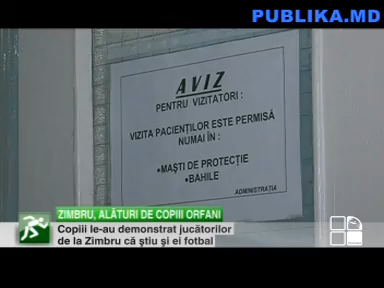 PUBLIKA.MD
AVIZ
PENTRU VIZITATORI :
VIZITA PACIENȚILOR ESTE PERMISĂ
NUMAI ÎN :
•MAȘTI DE PROTECȚIE
•BAHILE
ADMINISTRAȚIA
ZIMBRU, ALĂTURI DE COPIII ORFANI
Copiii le-au demonstrat jucătorilor
de la Zimbru că știu și ei fotbal